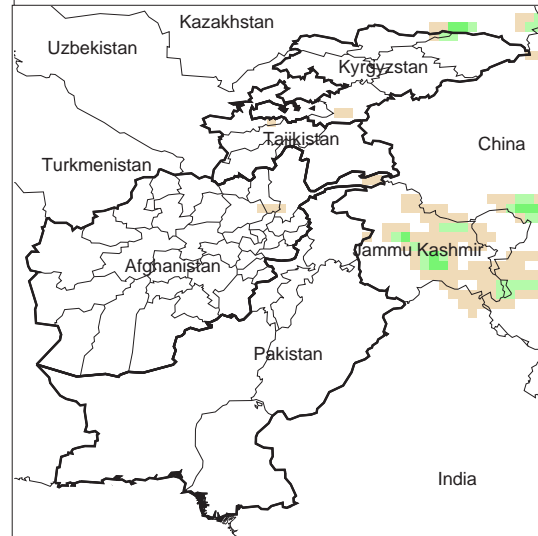 Kazakhstan
Uzbekistan
Kyrgyzstan
Tajikistan
China
Turkmenistan
Jammu Kashmir
Afghanistan
Pakistan
India